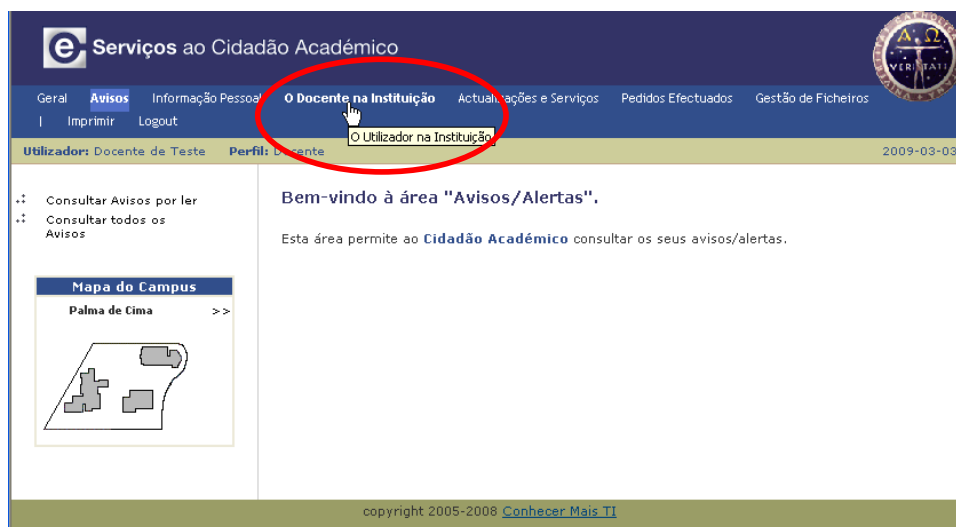 e Serviços ao Cidadão Académico
Geral Avisos Informação Pessoal O Docente na Instituição Actualizações e Serviços Pedidos Efectuados Gestão de Ficheiros
| Imprimir Logout
O Utilizador na Instituição
Utilizador: Docente de Teste Perfil: Docente 2009-03-03
Consultar Avisos por ler
Consultar todos os
Avisos
Bem-vindo à área "Avisos/Alertas".
Esta área permite ao Cidadão Académico consultar os seus avisos/alertas.
Mapa do Campus
Palma de Cima >>
copyright 2005-2008 Conhecer Mais TI